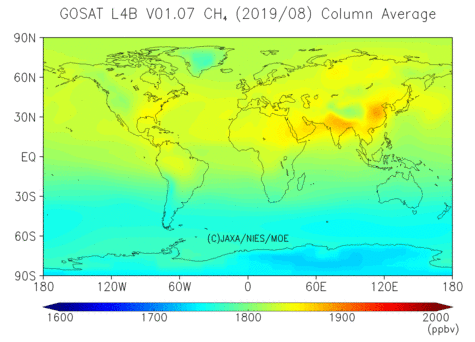 GOSAT L4B V01.07 CH₄ (2019/08) Column Average
90N
60N
30N
EQ
30S
60S
90S
(C)JAXA/NIES/MOE
180 120W 60W 0 60E 120E 180
1600 1700 1800 1900 2000
(ppbv)